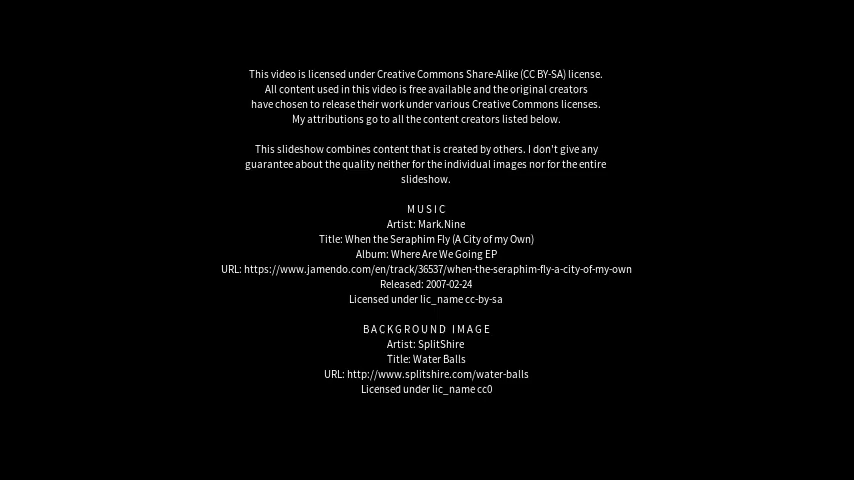 This video is licensed under Creative Commons Share-Alike (CC BY-SA) license.
All content used in this video is free available and the original creators
have chosen to release their work under various Creative Commons licenses.
My attributions go to all the content creators listed below.
This slideshow combines content that is created by others. I don't give any
guarantee about the quality neither for the individual images nor for the entire
slideshow.
MUSIC
Artist: Mark.Nine
Title: When the Seraphim Fly (A City of my Own)
Album: Where Are We Going EP
URL: https://www.jamendo.com/en/track/36537/when-the-seraphim-fly-a-city-of-my-own
Released: 2007-02-24
Licensed under lic_name cc-by-sa
BACKGROUND IMAGE
Artist: SplitShire
Title: Water Balls
URL: http://www.splitshire.com/water-balls
Licensed under lic_name cc0